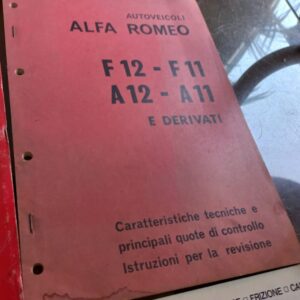 AUTOVEICOLI
ALFA ROMEO
F 12 - F 11
A 12 - A 11
E DERIVATI
Caratteristiche tecniche e
principali quote di controllo
Istruzioni per la revisione
FRIZIONE □ CA